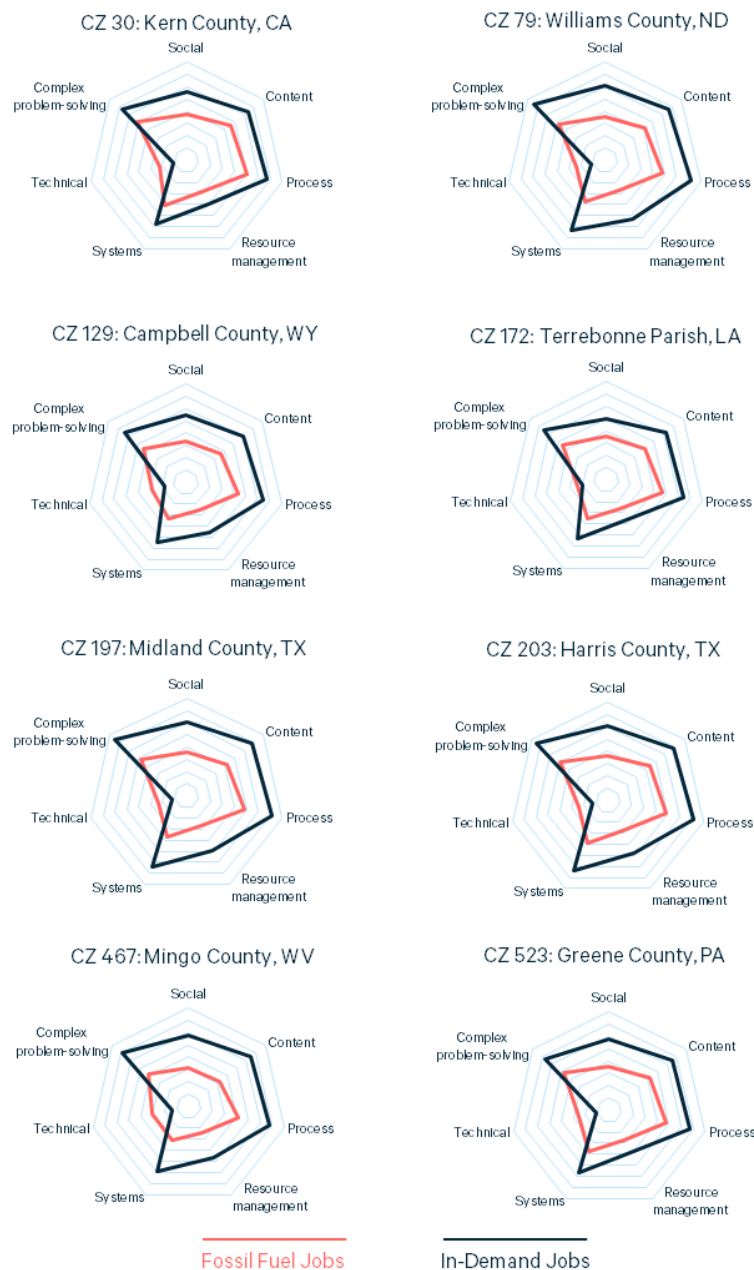 CZ 30: Kern County, CA
Social
Complex
problem-solving
Content
Technical
Process
Systems
Resource
management
CZ 79: Williams County, ND
Social
Complex
problem-solving
Content
Technical
Process
Systems
Resource
management
CZ 129: Campbell County, WY
Social
Complex
problem-solving
Content
Technical
Process
Systems
Resource
management
CZ 172: Terrebonne Parish, LA
Social
Complex
problem-solving
Content
Technical
Process
Systems
Resource
management
CZ 197: Midland County, TX
Social
Complex
problem-solving
Content
Technical
Process
Systems
Resource
management
CZ 203: Harris County, TX
Social
Complex
problem-solving
Content
Technical
Process
Systems
Resource
management
CZ 467: Mingo County, WV
Social
Complex
problem-solving
Content
Technical
Process
Systems
Resource
management
CZ 523: Greene County, PA
Social
Complex
problem-solving
Content
Technical
Process
Systems
Resource
management
Fossil Fuel Jobs
In-Demand Jobs